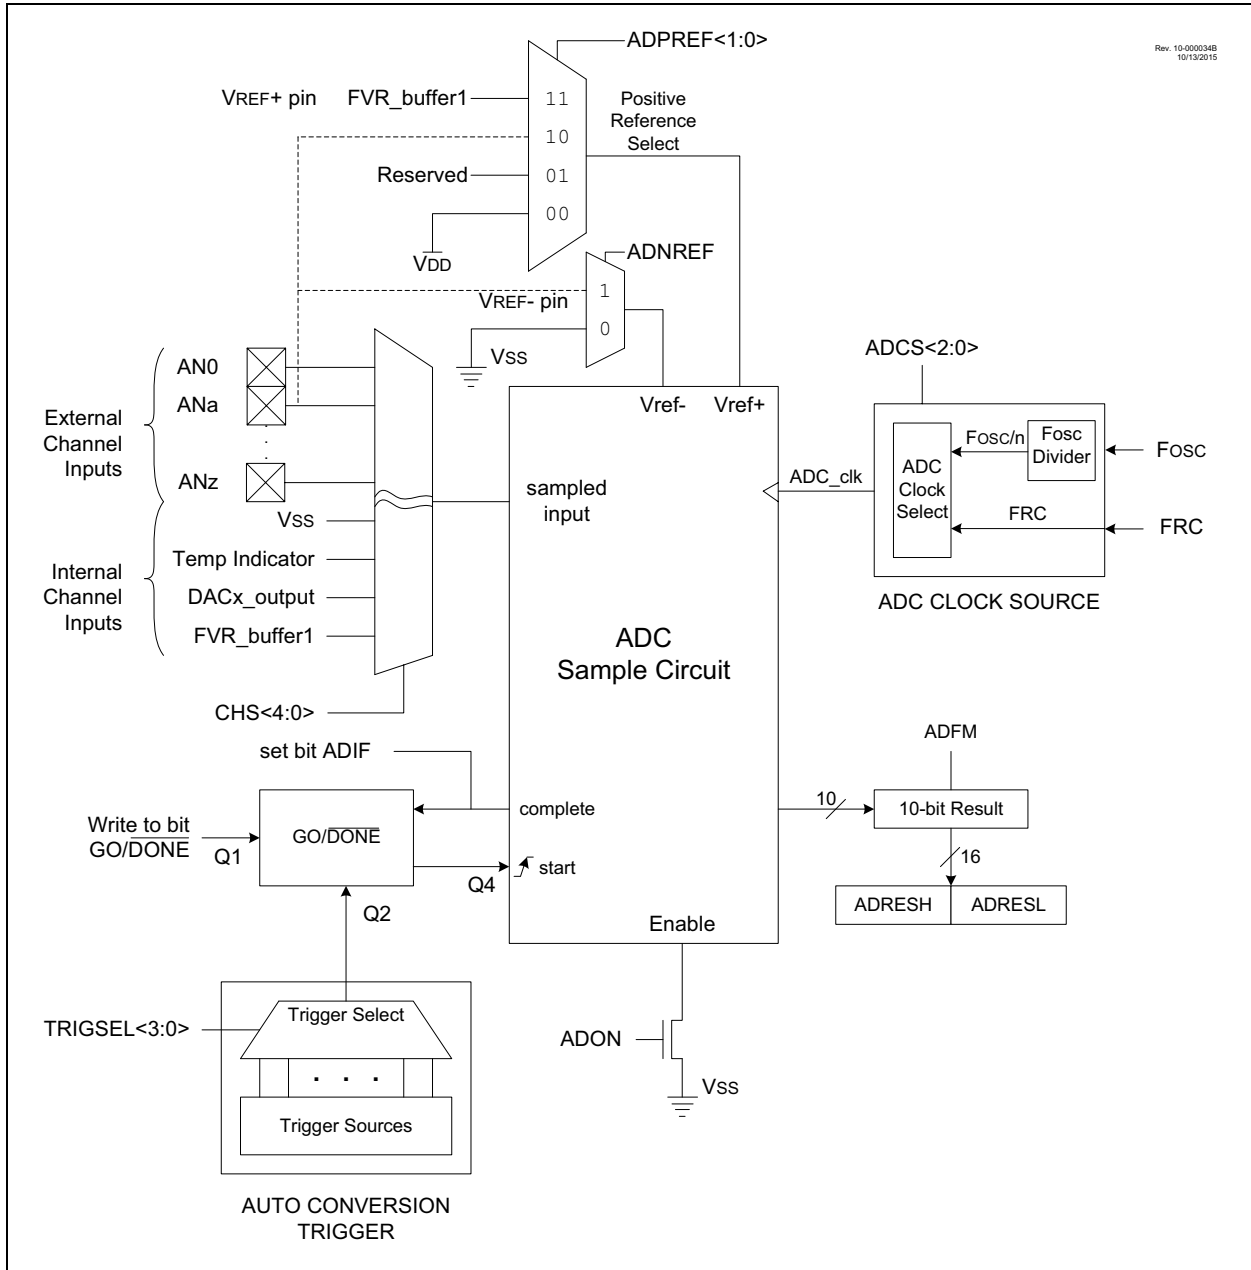 ADPREF<1:0>
Rev. 10-000034B
10/13/2015
VREF+ pin
FVR_buffer1
11
Positive
Reference
Select
10
Reserved
01
00
VDD
ADNREF
VREF- pin
1
0
VSS
AN0
ANa
ANz
External
Channel
Inputs
VSS
Temp Indicator
DACx_output
FVR_buffer1
Internal
Channel
Inputs
CHS<4:0>
Vref-
Vref+
sampled
input
ADC_clk
ADCS<2:0>
ADC
Clock
Select
FOSC/n
Fosc
Divider
FOSC
FRC
FRC
ADC CLOCK SOURCE
ADC
Sample Circuit
set bit ADIF
complete
Write to bit
GO/DONE
Q1
GO/DONE
Q4
start
Q2
Enable
ADFM
10
10-bit Result
16
ADRESH
ADRESL
TRIGSEL<3:0>
Trigger Select
. . .
Trigger Sources
ADON
VSS
AUTO CONVERSION
TRIGGER